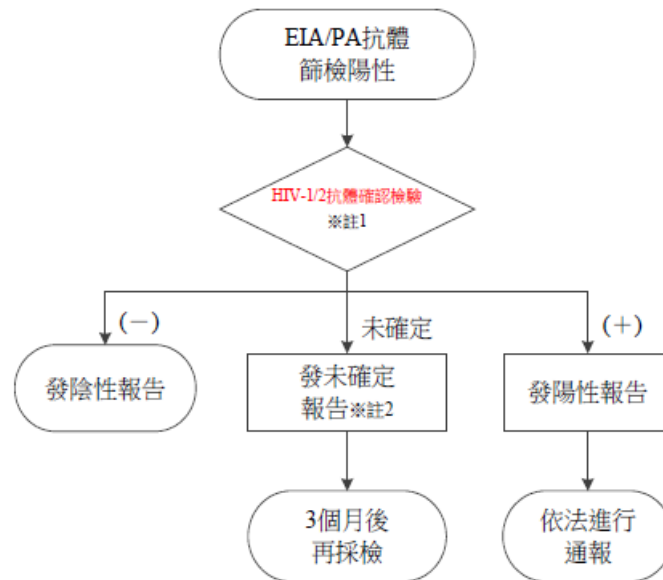 EIA/PA抗體
篩檢陽性
HIV-1/2抗體確認檢驗
※註1
(－)
未確定
(＋)
發陰性報告
發未確定
報告※註2
發陽性報告
3個月後
再採檢
依法進行
通報